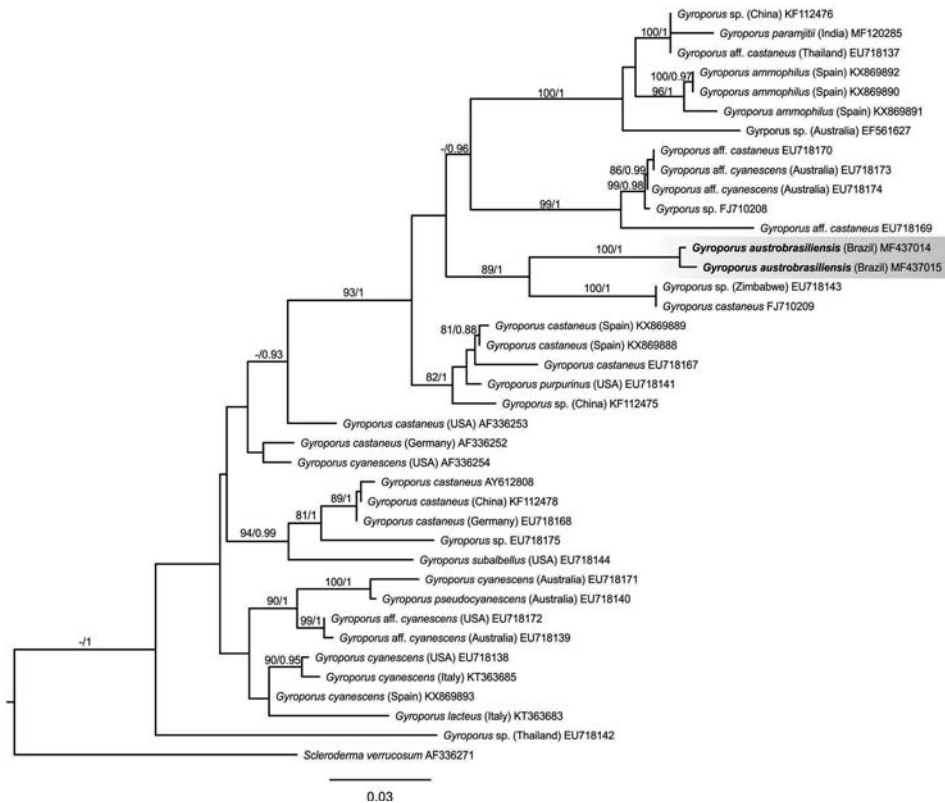 Gyroporus sp. (China) KF112476
100/1
Gyroporus paramjitii (India) MF120285
Gyroporus aff. castaneus (Thailand) EU718137
100/0.97
Gyroporus ammophilus (Spain) KX869892
100/1
96/1
Gyroporus ammophilus (Spain) KX869890
Gyroporus ammophilus (Spain) KX869891
Gyrporus sp. (Australia) EF561627
-/0.96
Gyroporus aff. castaneus EU718170
86/0.99
Gyroporus aff. cyanescens (Australia) EU718173
99/0.98
Gyroporus aff. cyanescens (Australia) EU718174
99/1
Gyrporus sp. FJ710208
Gyroporus aff. castaneus EU718169
100/1
Gyroporus austrobrasiliensis (Brazil) MF437014
89/1
Gyroporus austrobrasiliensis (Brazil) MF437015
100/1
Gyroporus sp. (Zimbabwe) EU718143
93/1
Gyroporus castaneus FJ710209
81/0.88
Gyroporus castaneus (Spain) KX869889
Gyroporus castaneus (Spain) KX869888
-/0.93
Gyroporus castaneus EU718167
82/1
Gyroporus purpurinus (USA) EU718141
Gyroporus sp. (China) KF112475
Gyroporus castaneus (USA) AF336253
Gyroporus castaneus (Germany) AF336252
Gyroporus cyanescens (USA) AF336254
Gyroporus castaneus AY612808
89/1
Gyroporus castaneus (China) KF112478
81/1
Gyroporus castaneus (Germany) EU718168
94/0.99
Gyroporus sp. EU718175
Gyroporus subalbellus (USA) EU718144
100/1
Gyroporus cyanescens (Australia) EU718171
90/1
Gyroporus pseudocyanescens (Australia) EU718140
99/1
Gyroporus aff. cyanescens (USA) EU718172
Gyroporus aff. cyanescens (Australia) EU718139
-/1
90/0.95
Gyroporus cyanescens (USA) EU718138
Gyroporus cyanescens (Italy) KT363685
Gyroporus cyanescens (Spain) KX869893
Gyroporus lacteus (Italy) KT363683
Gyroporus sp. (Thailand) EU718142
Scleroderma verrucosum AF336271
0.03